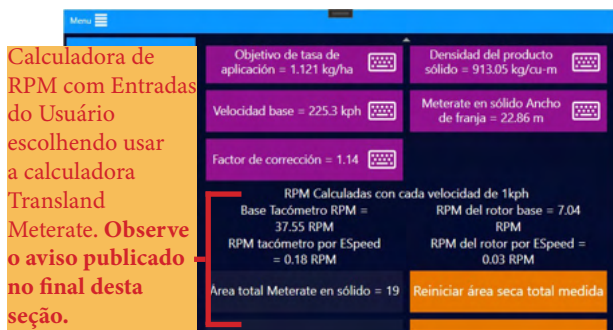 Menu
Calculadora de
RPM com Entradas
do Usuário
escolhendo usar
a calculadora
Transland
Meterate. Observe
o aviso publicado
no final desta
seção.
Objetivo de tasa de
aplicación = 1.121 kg/ha
Densidad del producto
sólido = 913.05 kg/cu-m
Velocidad base = 225.3 kph
Meterate en sólido Ancho
de franja = 22.86 m
Factor de corrección = 1.14
RPM Calculadas con cada velocidad de 1kph
Base Tacómetro RPM =
37.55 RPM
RPM del rotor base = 7.04
RPM
RPM tacómetro por ESpeed
= 0.18 RPM
RPM del rotor por ESpeed =
0.03 RPM
Área total Meterate en sólido = 19
Reiniciar área seca total medida